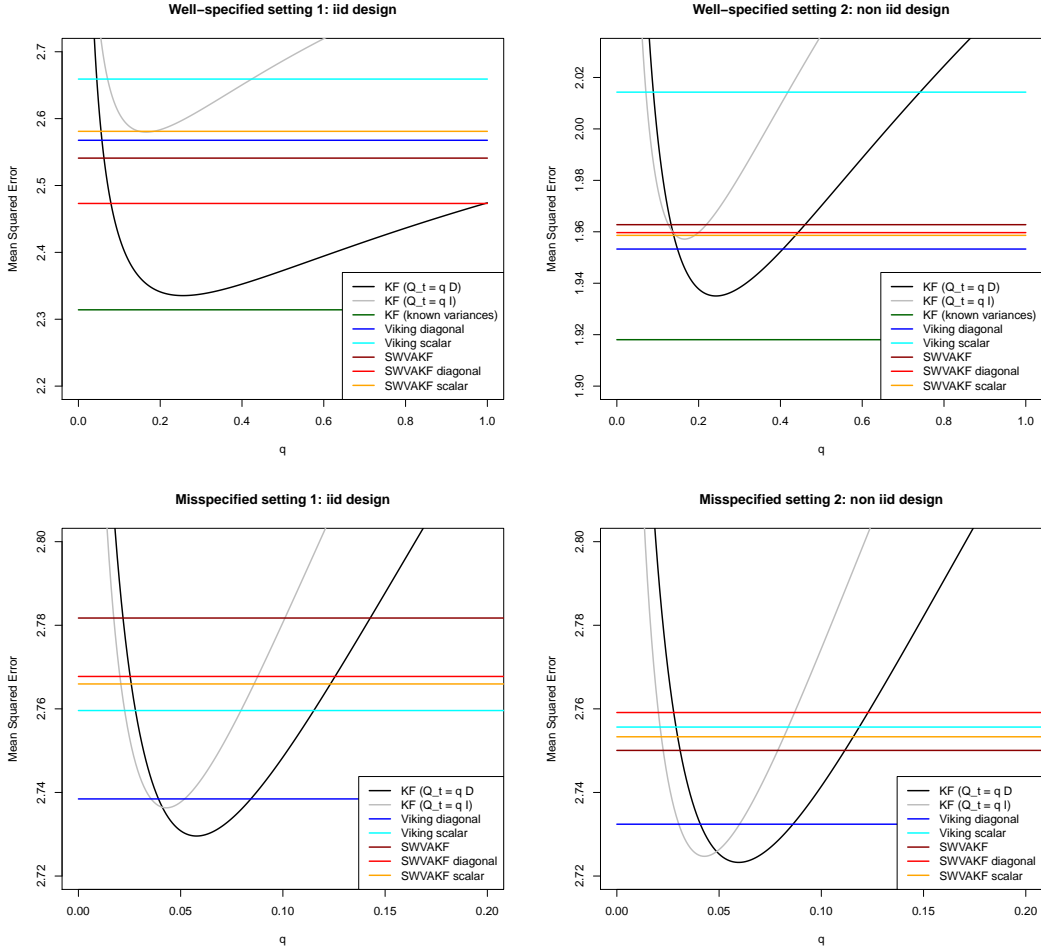 Well−specified setting 1: iid design
Mean Squared Error
2.7
2.6
2.5
2.4
2.3
2.2
KF (Q_t = q D)
KF (Q_t = q I)
KF (known variances)
Viking diagonal
Viking scalar
SWVAKF
SWVAKF diagonal
SWVAKF scalar
0.0 0.2 0.4 0.6 0.8 1.0
q
Well−specified setting 2: non iid design
Mean Squared Error
2.02
2.00
1.98
1.96
1.94
1.92
1.90
KF (Q_t = q D)
KF (Q_t = q I)
KF (known variances)
Viking diagonal
Viking scalar
SWVAKF
SWVAKF diagonal
SWVAKF scalar
0.0 0.2 0.4 0.6 0.8 1.0
q
Misspecified setting 1: iid design
Mean Squared Error
2.80
2.78
2.76
2.74
2.72
KF (Q_t = q D
KF (Q_t = q I)
Viking diagonal
Viking scalar
SWVAKF
SWVAKF diagonal
SWVAKF scalar
0.00 0.05 0.10 0.15 0.20
q
Misspecified setting 2: non iid design
Mean Squared Error
2.80
2.78
2.76
2.74
2.72
KF (Q_t = q D
KF (Q_t = q I)
Viking diagonal
Viking scalar
SWVAKF
SWVAKF diagonal
SWVAKF scalar
0.00 0.05 0.10 0.15 0.20
q